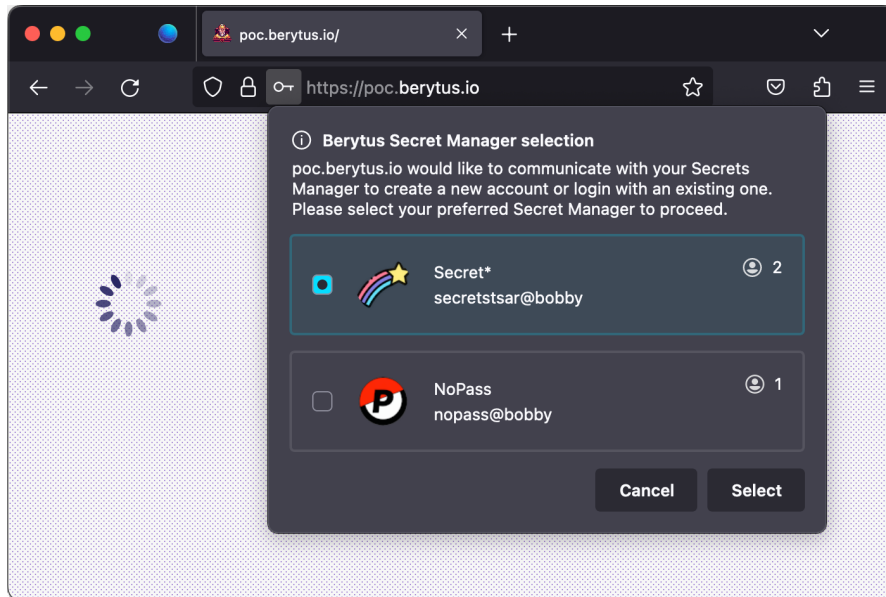 poc.berytus.io/
https://poc.berytus.io
Berytus Secret Manager selection
poc.berytus.io would like to communicate with your Secrets
Manager to create a new account or login with an existing one.
Please select your preferred Secret Manager to proceed.
Secret*
2
secretstsar@bobby
P
NoPass
1
nopass@bobby
Cancel
Select